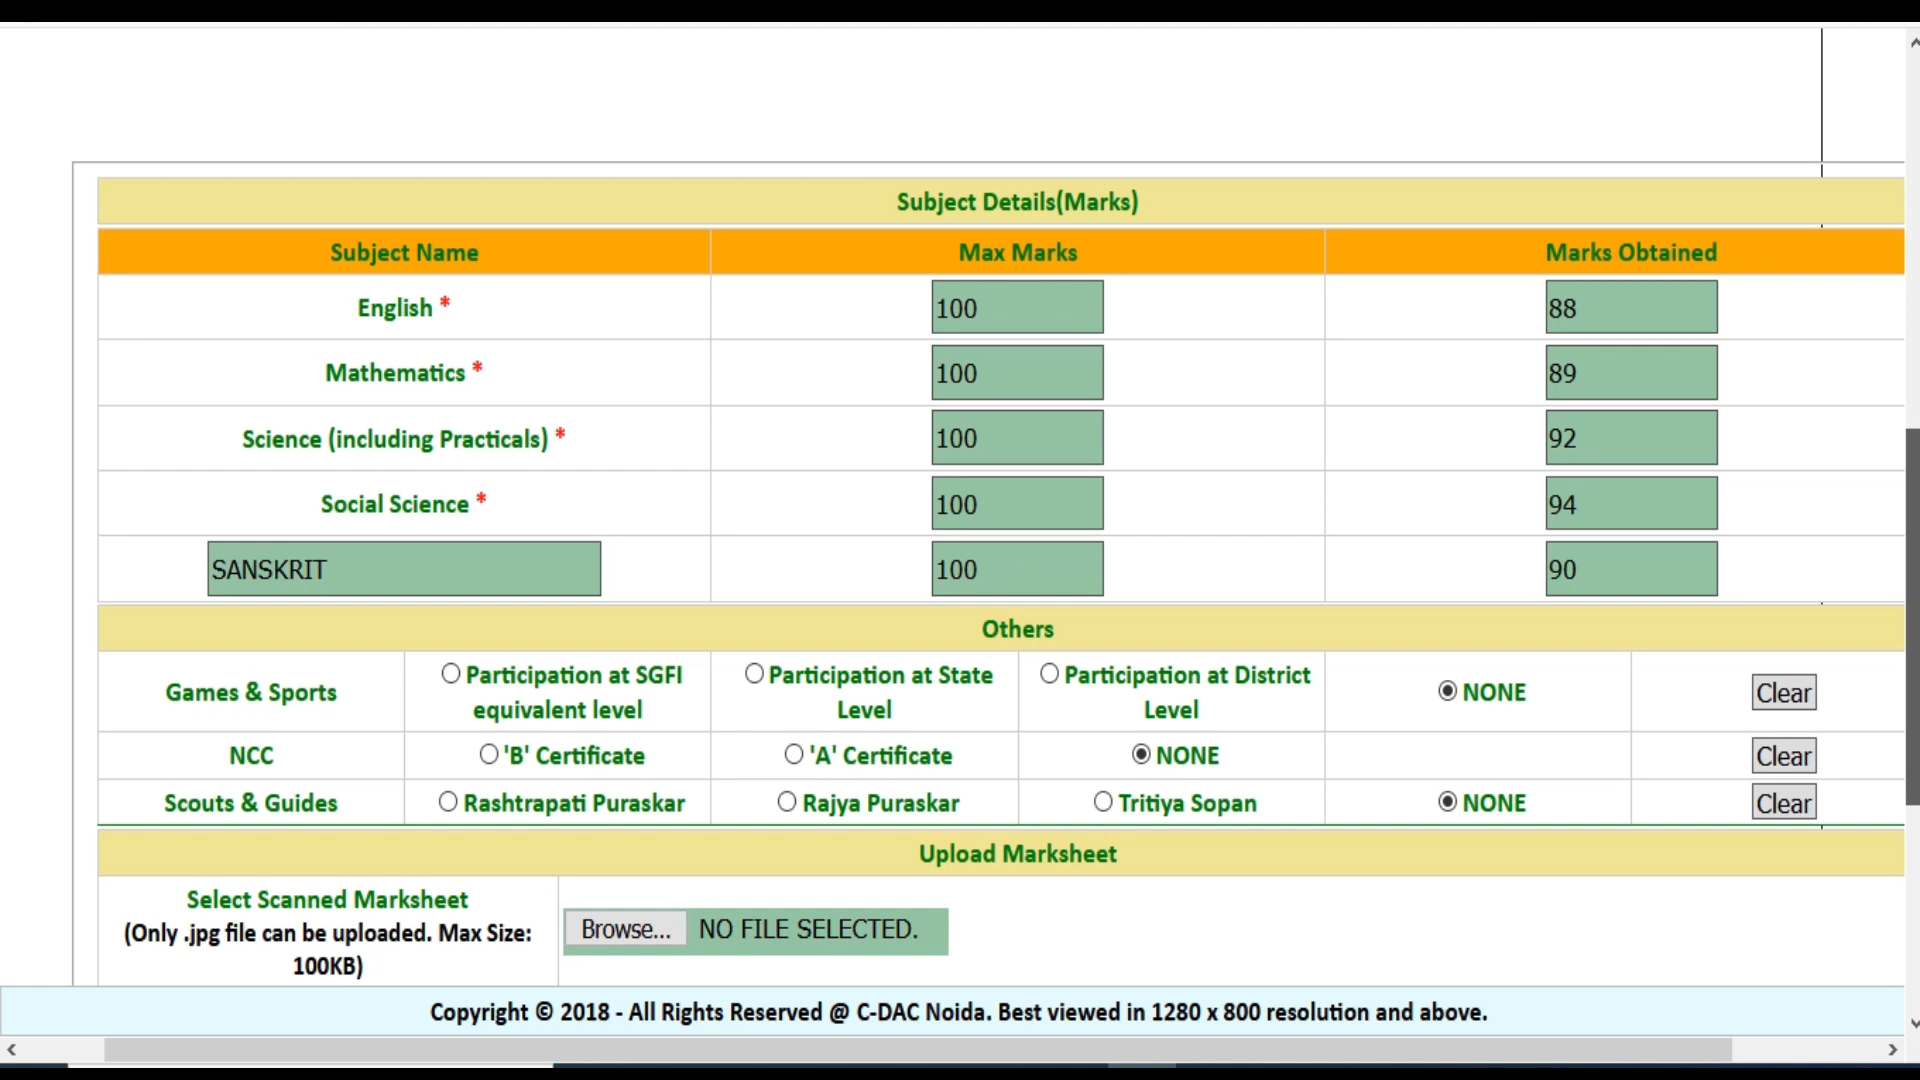 Subject Details(Marks)
Subject Name Max Marks Marks Obtained
English * 100 88
Mathematics * 100 89
Science (including Practicals) * 100 92
Social Science * 100 94
SANSKRIT 100 90
Others
Games & Sports Participation at SGFI equivalent level Participation at State Level Participation at District Level NONE Clear
NCC 'B' Certificate 'A' Certificate NONE Clear
Scouts & Guides Rashtrapati Puraskar Rajya Puraskar Tritiya Sopan NONE Clear
Upload Marksheet
Select Scanned Marksheet
(Only .jpg file can be uploaded. Max Size:
100KB)
Browse... NO FILE SELECTED.
Copyright © 2018 - All Rights Reserved @ C-DAC Noida. Best viewed in 1280 x 800 resolution and above.